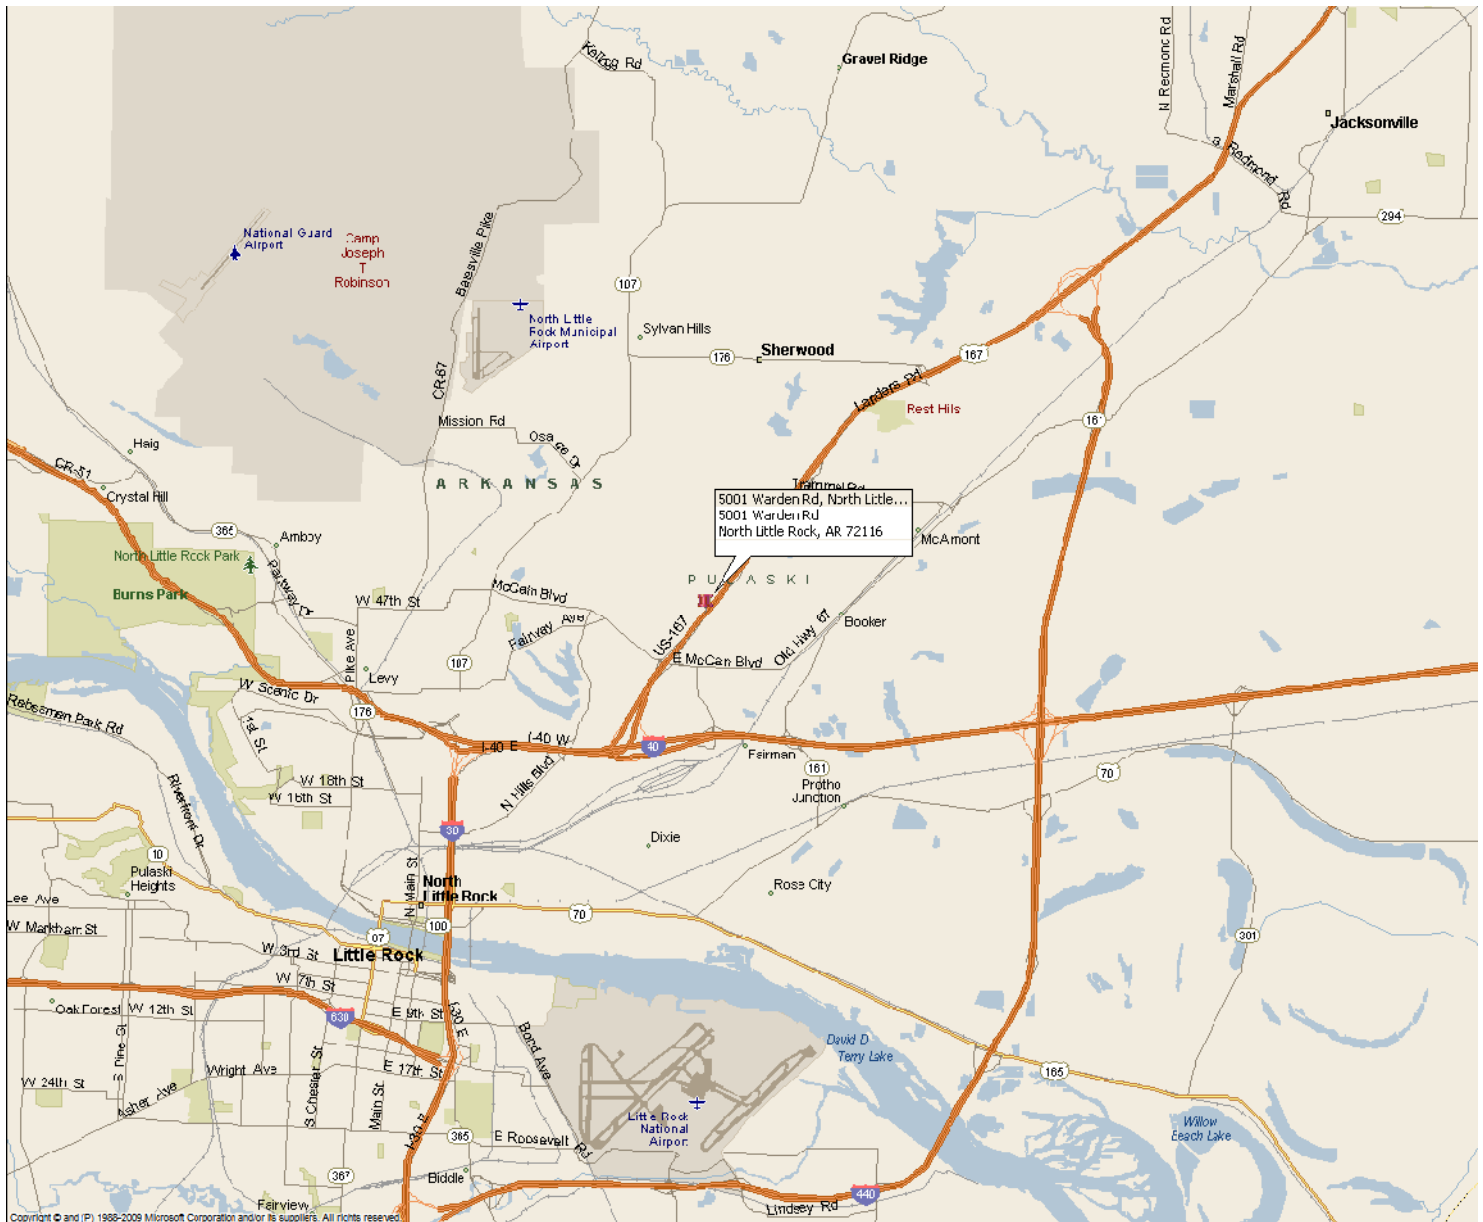 Kellogg Rd
Gravel Ridge
N Redmond Rd
Marshall Rd
Jacksonville
S Redmond Rd
294
National Guard
Airport
Camp
Joseph
T
Robinson
Batesville Pike
107
North Little
Rock Municipal
Airport
Sylvan Hills
176
Sherwood
167
CR-67
Landers Rd
Rest Hills
Mission Rd
Osage Dr
161
Haig
CR-51
Crystal Hill
ARKANSAS
Trammel Rd
5001 Warden Rd, North Little...
5001 Warden Rd
North Little Rock, AR 72116
365
Amboy
McAlmont
North Little Rock Park
Burns Park
Parkway Dr
PULASKI
W 47th St
McCain Blvd
Fairway Ave
US-167
Old Hwy 67
Booker
Pike Ave
Levy
107
E McCain Blvd
W Scenic Dr
176
Rebsamen Park Rd
1st St
I-40 E
I-40 W
40
Fairman
161
70
Protho
Junction
W 18th St
W 16th St
N Hills Blvd
Riverfront Dr
30
Dixie
10
Pulaski
Heights
N Main St
North
Little Rock
Rose City
Lee Ave
70
W Markham St
100
301
W 3rd St
Little Rock
W 7th St
Oak Forest
W 12th St
630
E 9th St
I-30 E
Bond Ave
David D
Terry Lake
S Pine St
Wright Ave
E 17th St
165
W 24th St
Asher Ave
S Chester St
Main St
I-30 E
365
E Roosevelt Rd
Little Rock
National
Airport
Willow
Beach Lake
367
Biddle
440
Fairview
Lindsey Rd
Copyright © and (P) 1988-2009 Microsoft Corporation and/or its suppliers. All rights reserved.